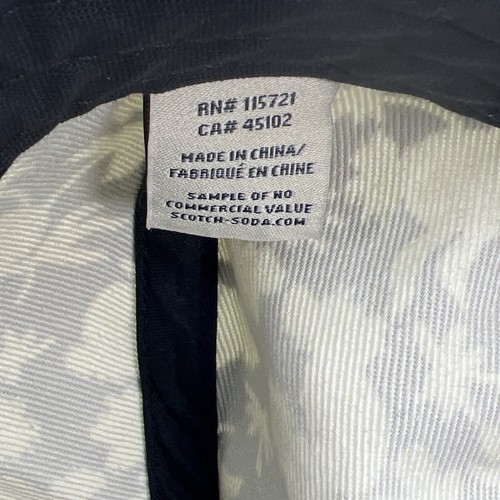 RN# 115721
CA# 45102
MADE IN CHINA/
FABRIQUÉ EN CHINE
SAMPLE OF NO
COMMERCIAL VALUE
SCOTCH-SODA.COM